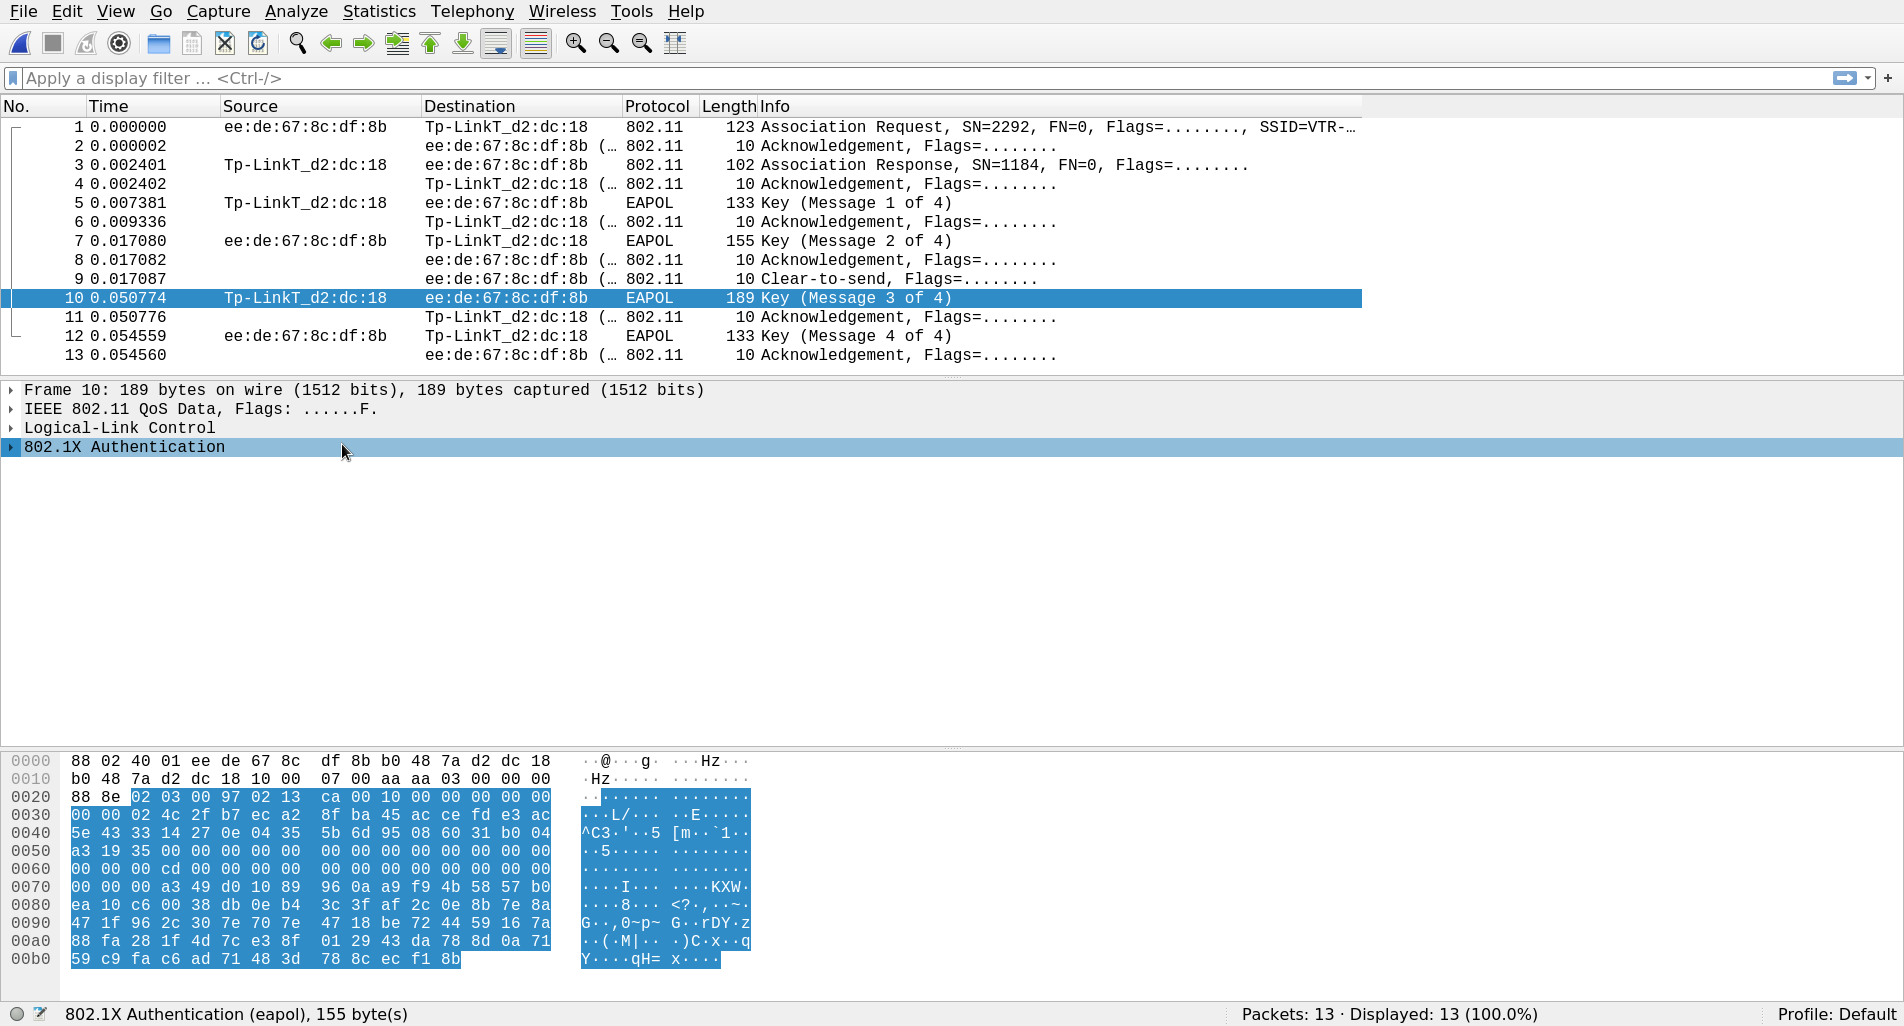 File Edit View Go Capture Analyze Statistics Telephony Wireless Tools Help
Apply a display filter … <Ctrl-/>
No. Time Source Destination Protocol Length Info
1 0.000000 ee:de:67:8c:df:8b Tp-LinkT_d2:dc:18 802.11 123 Association Request, SN=2292, FN=0, Flags=........, SSID=VTR-…
2 0.000002 ee:de:67:8c:df:8b (… 802.11 10 Acknowledgement, Flags=........
3 0.002401 Tp-LinkT_d2:dc:18 ee:de:67:8c:df:8b 802.11 102 Association Response, SN=1184, FN=0, Flags=........
4 0.002402 Tp-LinkT_d2:dc:18 (… 802.11 10 Acknowledgement, Flags=........
5 0.007381 Tp-LinkT_d2:dc:18 ee:de:67:8c:df:8b EAPOL 133 Key (Message 1 of 4)
6 0.009336 Tp-LinkT_d2:dc:18 (… 802.11 10 Acknowledgement, Flags=........
7 0.017080 ee:de:67:8c:df:8b Tp-LinkT_d2:dc:18 EAPOL 155 Key (Message 2 of 4)
8 0.017082 ee:de:67:8c:df:8b (… 802.11 10 Acknowledgement, Flags=........
9 0.017087 ee:de:67:8c:df:8b (… 802.11 10 Clear-to-send, Flags=........
10 0.050774 Tp-LinkT_d2:dc:18 ee:de:67:8c:df:8b EAPOL 189 Key (Message 3 of 4)
11 0.050776 Tp-LinkT_d2:dc:18 (… 802.11 10 Acknowledgement, Flags=........
12 0.054559 ee:de:67:8c:df:8b Tp-LinkT_d2:dc:18 EAPOL 133 Key (Message 4 of 4)
13 0.054560 ee:de:67:8c:df:8b (… 802.11 10 Acknowledgement, Flags=........
Frame 10: 189 bytes on wire (1512 bits), 189 bytes captured (1512 bits)
IEEE 802.11 QoS Data, Flags: ......F.
Logical-Link Control
802.1X Authentication
0000 88 02 40 01 ee de 67 8c df 8b b0 48 7a d2 dc 18 ··@···g· ···Hz···
0010 b0 48 7a d2 dc 18 10 00 07 00 aa aa 03 00 00 00 ·Hz····· ········
0020 88 8e 02 03 00 97 02 13 ca 00 10 00 00 00 00 00 ········ ········
0030 00 00 02 4c 2f b7 ec a2 8f ba 45 ac ce fd e3 ac ···L/··· ··E·····
0040 5e 43 33 14 27 0e 04 35 5b 6d 95 08 60 31 b0 04 ^C3·'··5 [m··`1··
0050 a3 19 35 00 00 00 00 00 00 00 00 00 00 00 00 00 ··5····· ········
0060 00 00 00 cd 00 00 00 00 00 00 00 00 00 00 00 00 ········ ········
0070 00 00 00 a3 49 d0 10 89 96 0a a9 f9 4b 58 57 b0 ····I··· ····KXW·
0080 ea 10 c6 00 38 db 0e b4 3c 3f af 2c 0e 8b 7e 8a ····8··· <?·,··~·
0090 47 1f 96 2c 30 7e 70 7e 47 18 be 72 44 59 16 7a G··,0~p~ G··rDY·z
00a0 88 fa 28 1f 4d 7c e3 8f 01 29 43 da 78 8d 0a 71 ··(·M|·· ·)C·x··q
00b0 59 c9 fa c6 ad 71 48 3d 78 8c ec f1 8b Y····qH= x····
802.1X Authentication (eapol), 155 byte(s) Packets: 13 · Displayed: 13 (100.0%) Profile: Default